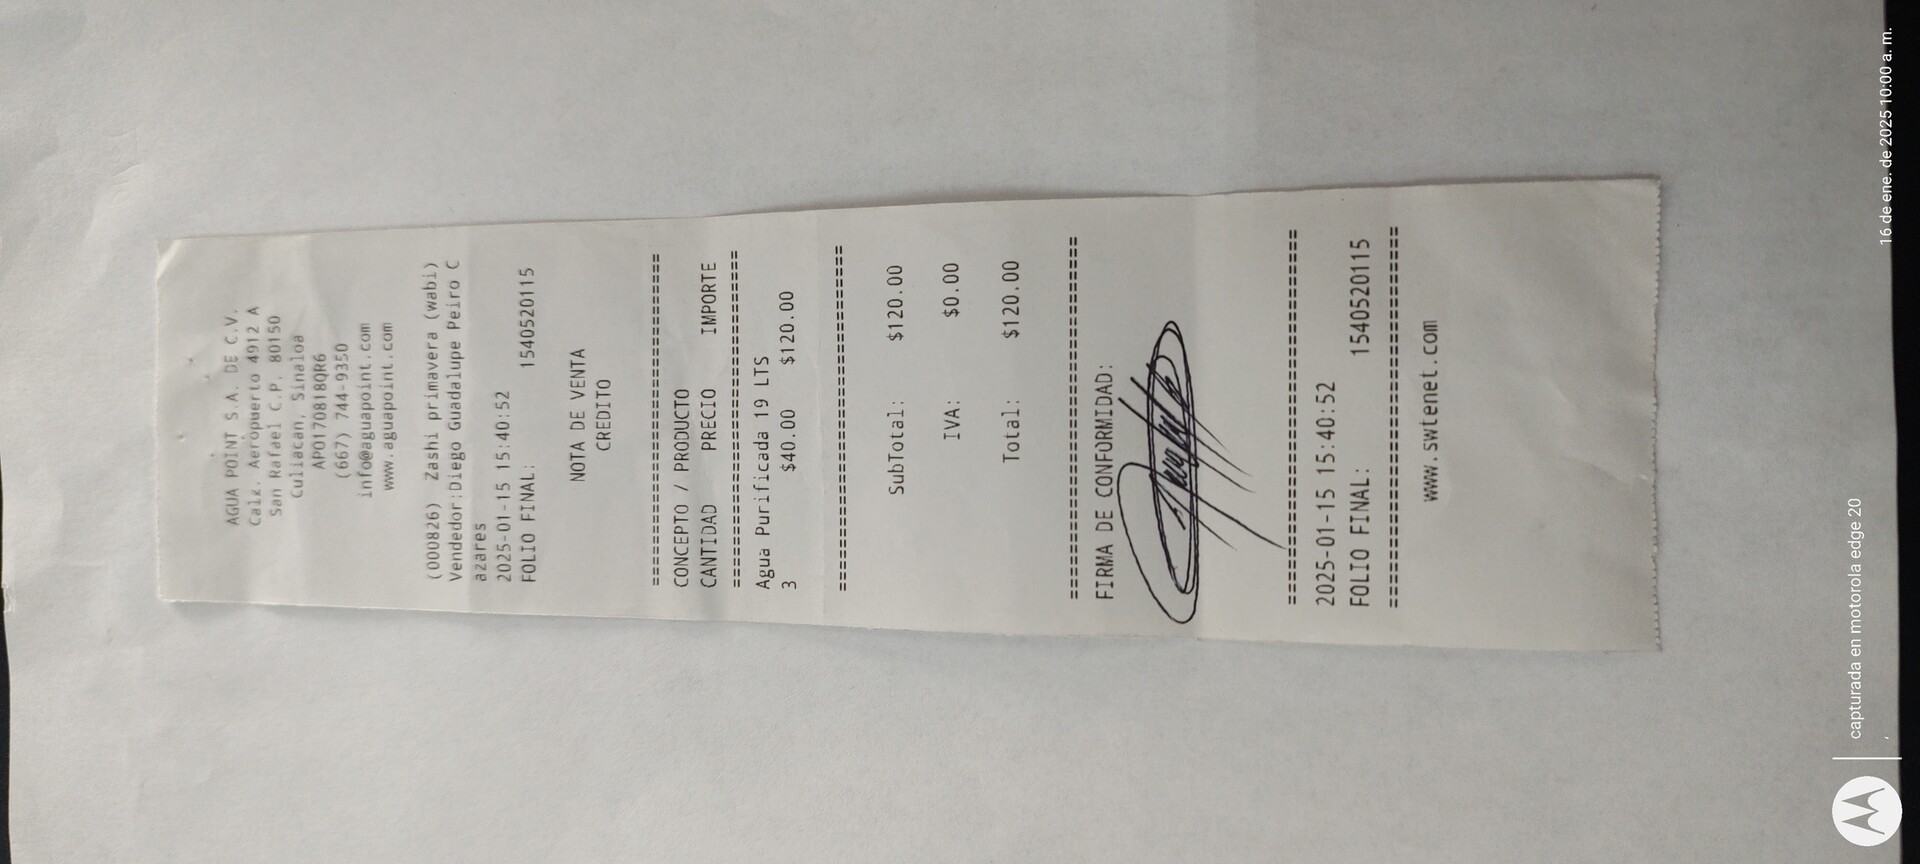 AGUA POINT S.A. DE C.V.
Calz. Aeropuerto 4912 A
San Rafael C.P. 80150
Culiacan, Sinaloa
APO170818QR6
(667) 744-9350
info@aguapoint.com
www.aguapoint.com
(000826) Zashi primavera (wabi)
Vendedor:Diego Guadalupe Peiro C
azares
2025-01-15 15:40:52
FOLIO FINAL: 1540520115
NOTA DE VENTA
CREDITO
================================
CONCEPTO / PRODUCTO
CANTIDAD PRECIO IMPORTE
================================
Agua Purificada 19 LTS
3 $40.00 $120.00
================================
SubTotal: $120.00
IVA: $0.00
Total: $120.00
================================
FIRMA DE CONFORMIDAD:
================================
2025-01-15 15:40:52
FOLIO FINAL: 1540520115
================================
www.swtenet.com
capturada en motorola edge 20
16 de ene. de 2025 10:00 a. m.